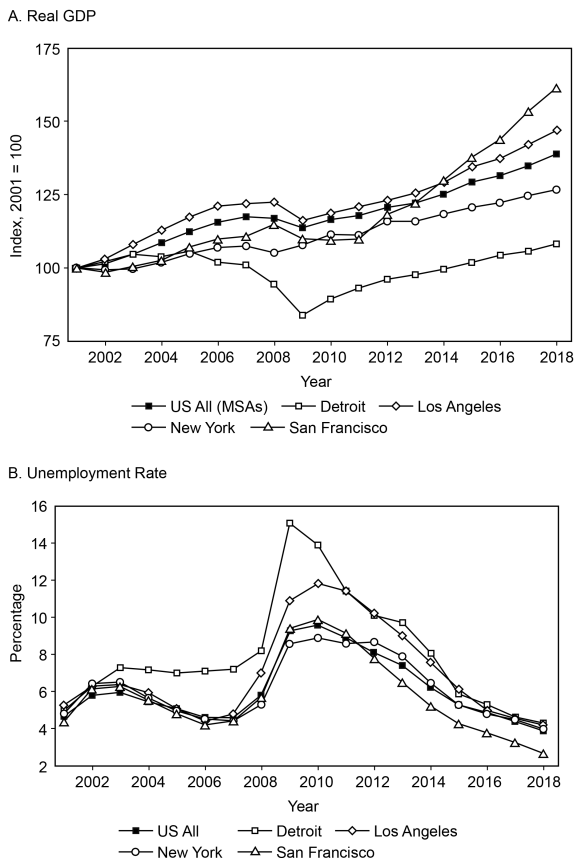 A. Real GDP
175
150
125
100
75
Index, 2001 = 100
2002 2004 2006 2008 2010 2012 2014 2016 2018
Year
US All (MSAs) Detroit Los Angeles
New York San Francisco
B. Unemployment Rate
16
14
12
10
8
6
4
2
Percentage
2002 2004 2006 2008 2010 2012 2014 2016 2018
Year
US All Detroit Los Angeles
New York San Francisco